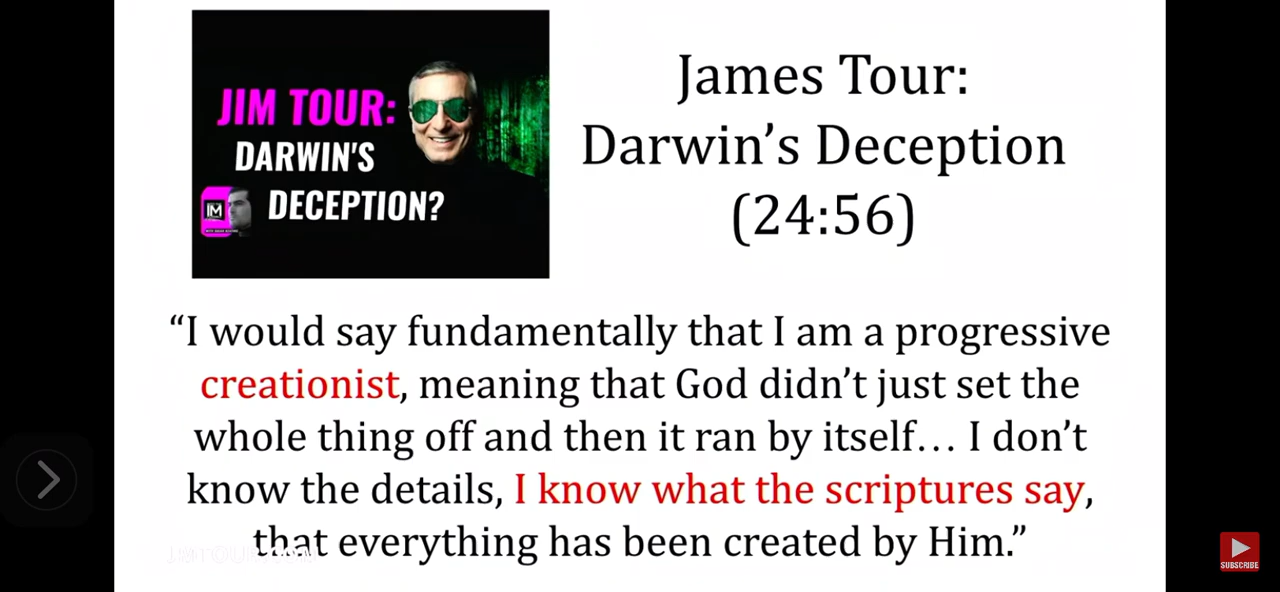 JIM TOUR:
DARWIN'S
DECEPTION?
IM
James Tour:
Darwin’s Deception
(24:56)
“I would say fundamentally that I am a progressive
creationist, meaning that God didn’t just set the
whole thing off and then it ran by itself… I don’t
know the details, I know what the scriptures say,
that everything has been created by Him.”
SUBSCRIBE